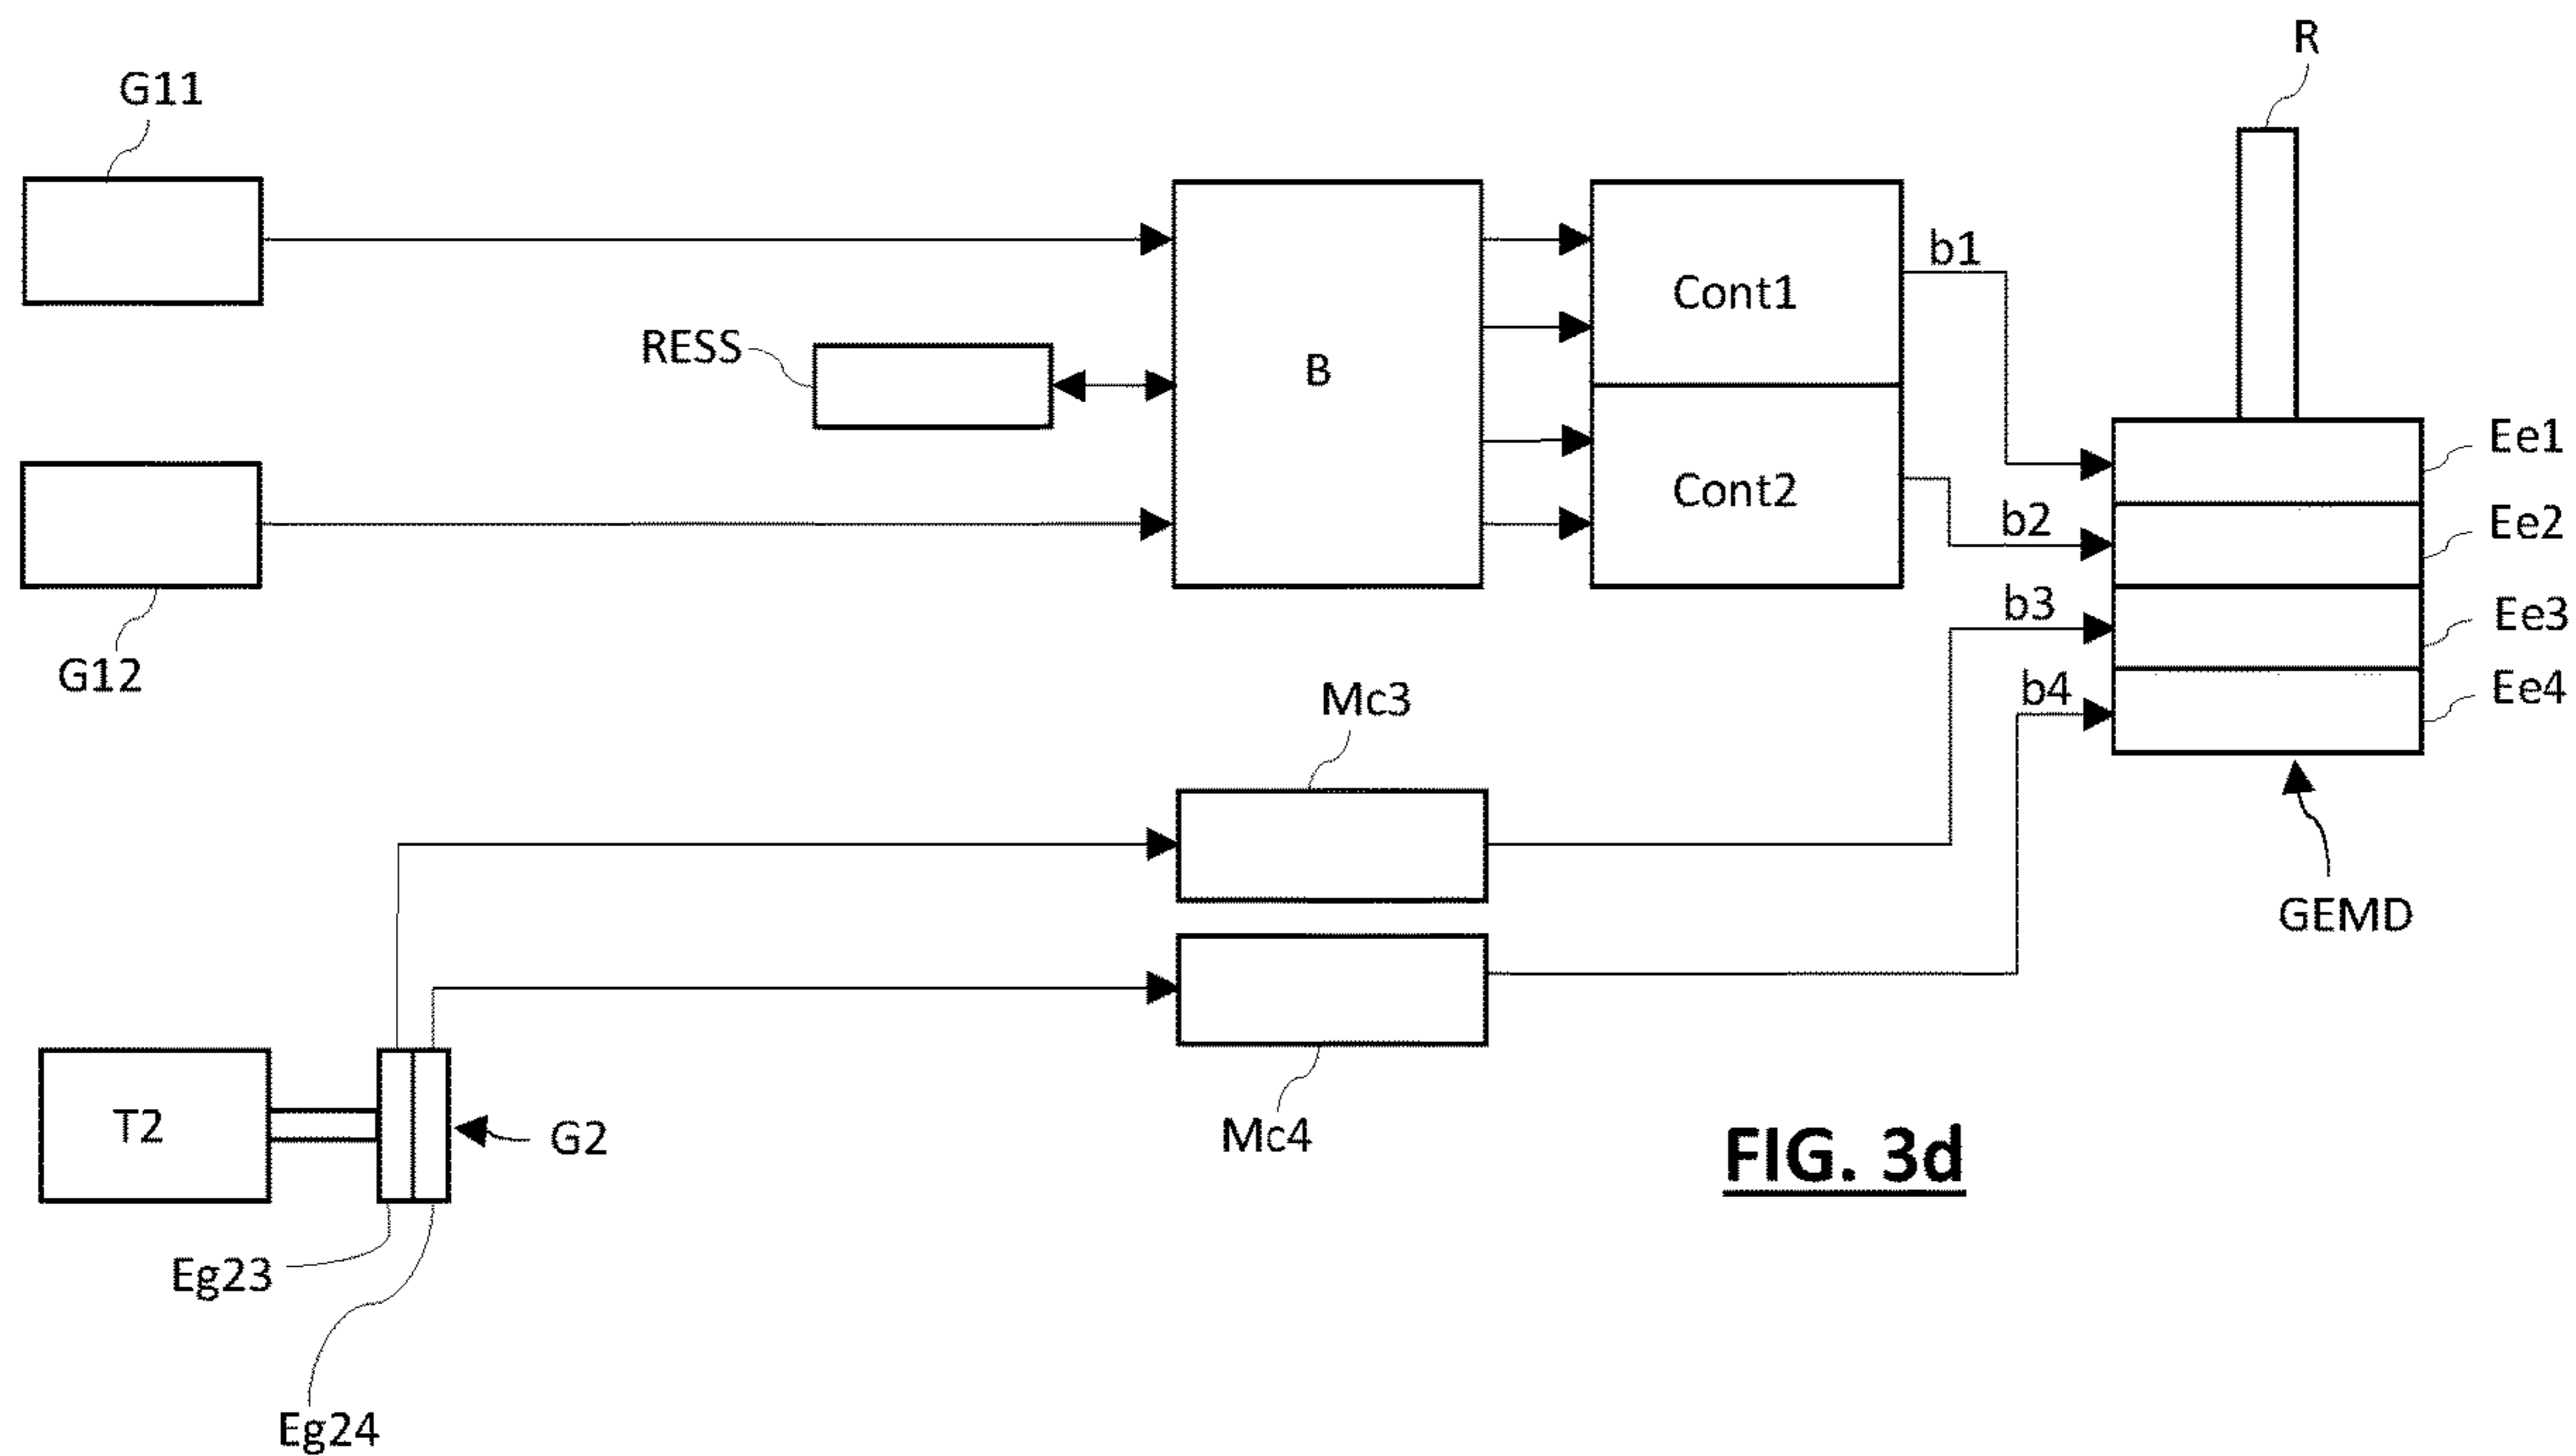 R
G11
b1
Cont1
RESS
B
Ee1
Cont2
b2
Ee2
b3
Ee3
G12
Mc3
b4
Ee4
GEMD
T2
G2
Mc4
FIG. 3d
Eg23
Eg24